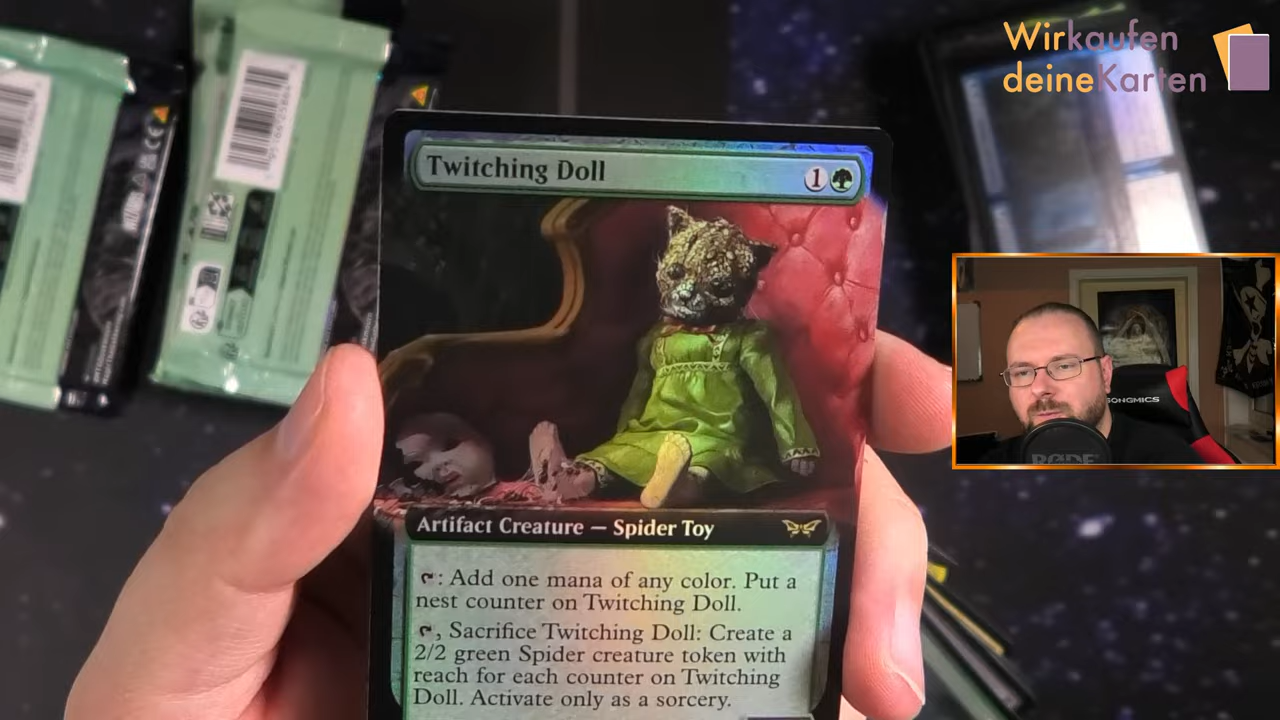 Wirkaufen
deineKarten
Twitching Doll
1
Artifact Creature — Spider Toy
: Add one mana of any color. Put a
nest counter on Twitching Doll.
, Sacrifice Twitching Doll: Create a
2/2 green Spider creature token with
reach for each counter on Twitching
Doll. Activate only as a sorcery.
SONGMICS
RØDE